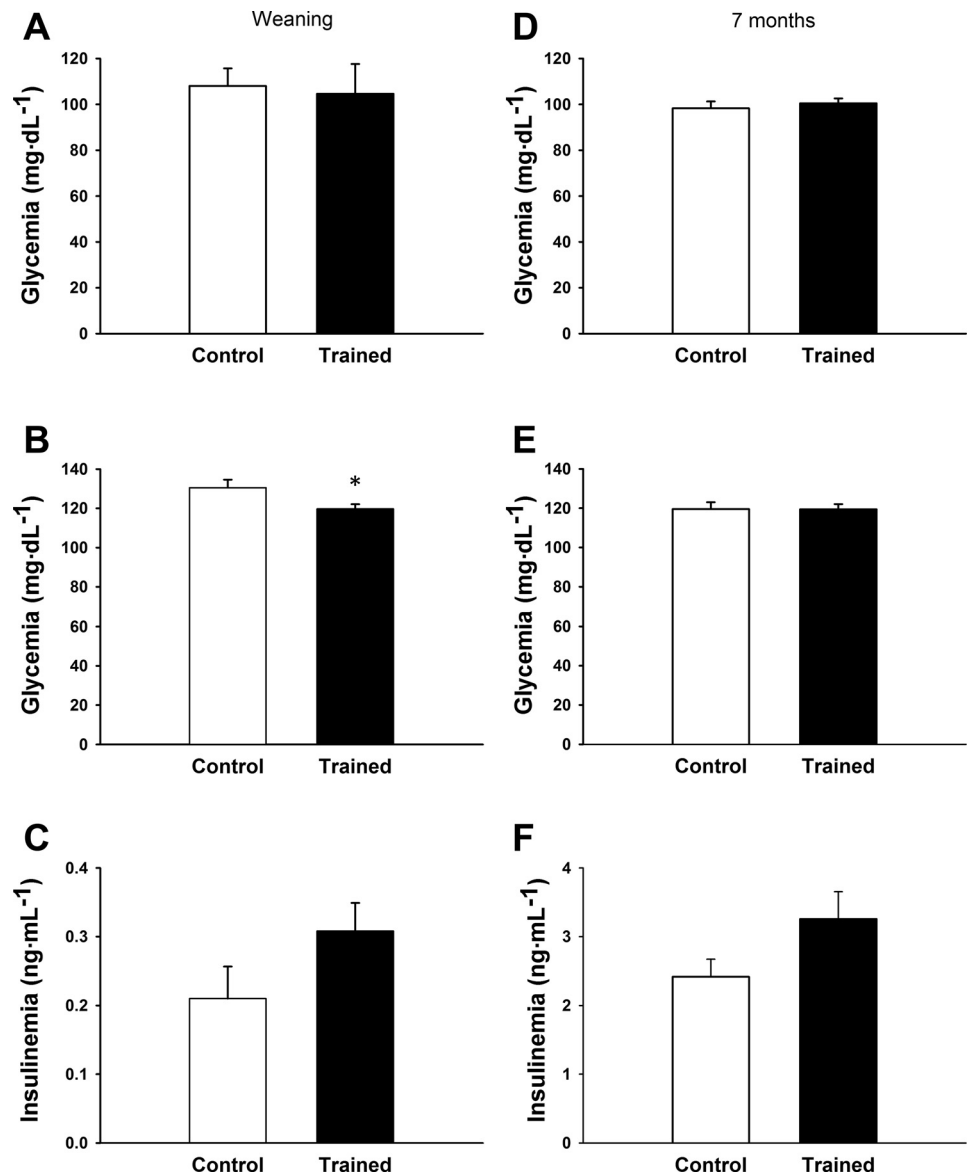 A
Weaning
120
100
80
60
40
20
0
Glycemia (mg·dL-1)
Control Trained
D
7 months
120
100
80
60
40
20
0
Glycemia (mg·dL-1)
Control Trained
B
140
120
100
80
60
40
20
0
Glycemia (mg·dL-1)
*
Control Trained
E
140
120
100
80
60
40
20
0
Glycemia (mg·dL-1)
Control Trained
C
0.4
0.3
0.2
0.1
0.0
Insulinemia (ng·mL-1)
Control Trained
F
4
3
2
1
0
Insulinemia (ng·mL-1)
Control Trained